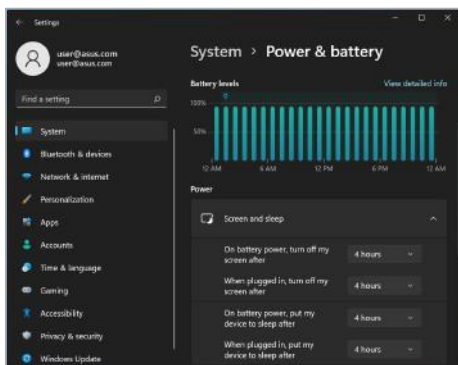 Settings
user@asus.com
user@asus.com
Find a setting
System
Bluetooth & devices
Network & internet
Personalization
Apps
Accounts
Time & language
Gaming
Accessibility
Privacy & security
Windows Update
System > Power & battery
Battery levels View detailed info
100%
50%
12 AM 6 AM 12 PM 6 PM 12 AM
Power
Screen and sleep
On battery power, turn off my
screen after
4 hours
When plugged in, turn off my
screen after
4 hours
On battery power, put my
device to sleep after
4 hours
When plugged in, put my
device to sleep after
4 hours